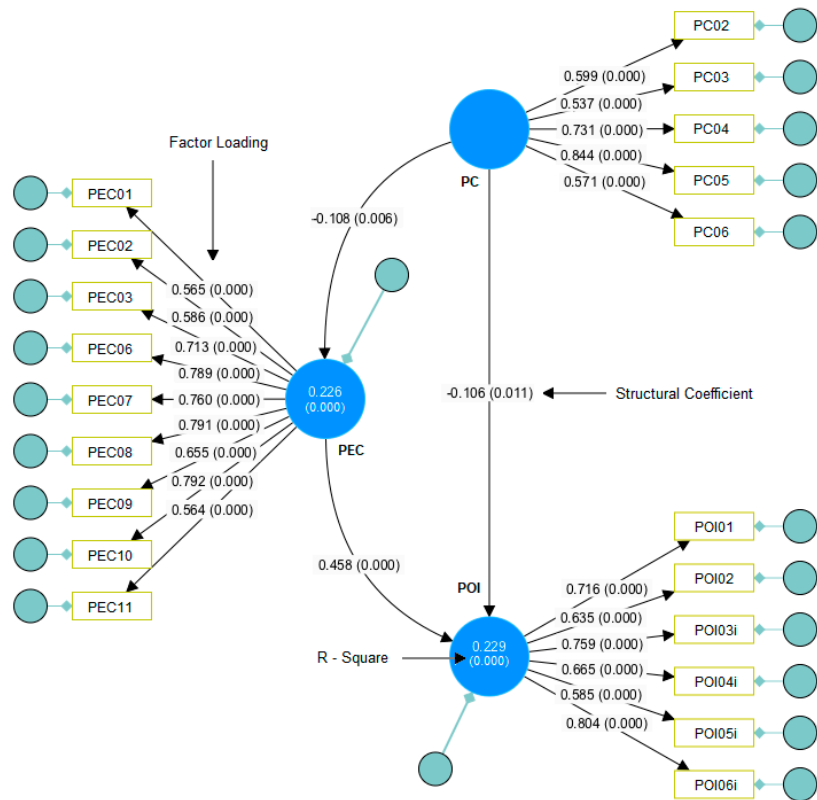 PC02
PC03
PC04
PC05
PC06
0.599 (0.000)
0.537 (0.000)
0.731 (0.000)
0.844 (0.000)
0.571 (0.000)
PC
Factor Loading
PEC01
PEC02
PEC03
PEC06
PEC07
PEC08
PEC09
PEC10
PEC11
-0.108 (0.006)
0.565 (0.000)
0.586 (0.000)
0.713 (0.000)
0.789 (0.000)
0.760 (0.000)
0.791 (0.000)
0.655 (0.000)
0.792 (0.000)
0.564 (0.000)
0.226
(0.000)
PEC
-0.106 (0.011)
Structural Coefficient
0.458 (0.000)
POI
R - Square
0.229
(0.000)
0.716 (0.000)
0.635 (0.000)
0.759 (0.000)
0.665 (0.000)
0.585 (0.000)
0.804 (0.000)
POI01
POI02
POI03i
POI04i
POI05i
POI06i